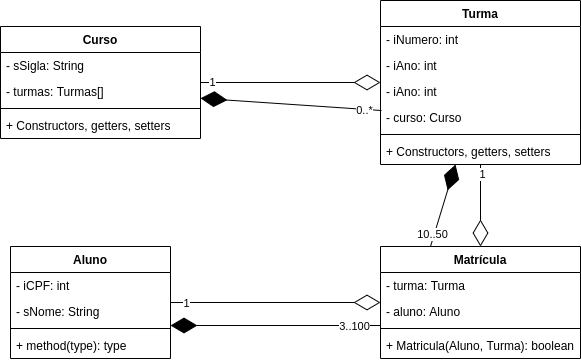 Curso
- sSigla: String
- turmas: Turmas[]
+ Constructors, getters, setters
1
0..*
Turma
- iNumero: int
- iAno: int
- iAno: int
- curso: Curso
+ Constructors, getters, setters
1
10..50
Aluno
- iCPF: int
- sNome: String
+ method(type): type
1
3..100
Matrícula
- turma: Turma
- aluno: Aluno
+ Matricula(Aluno, Turma): boolean